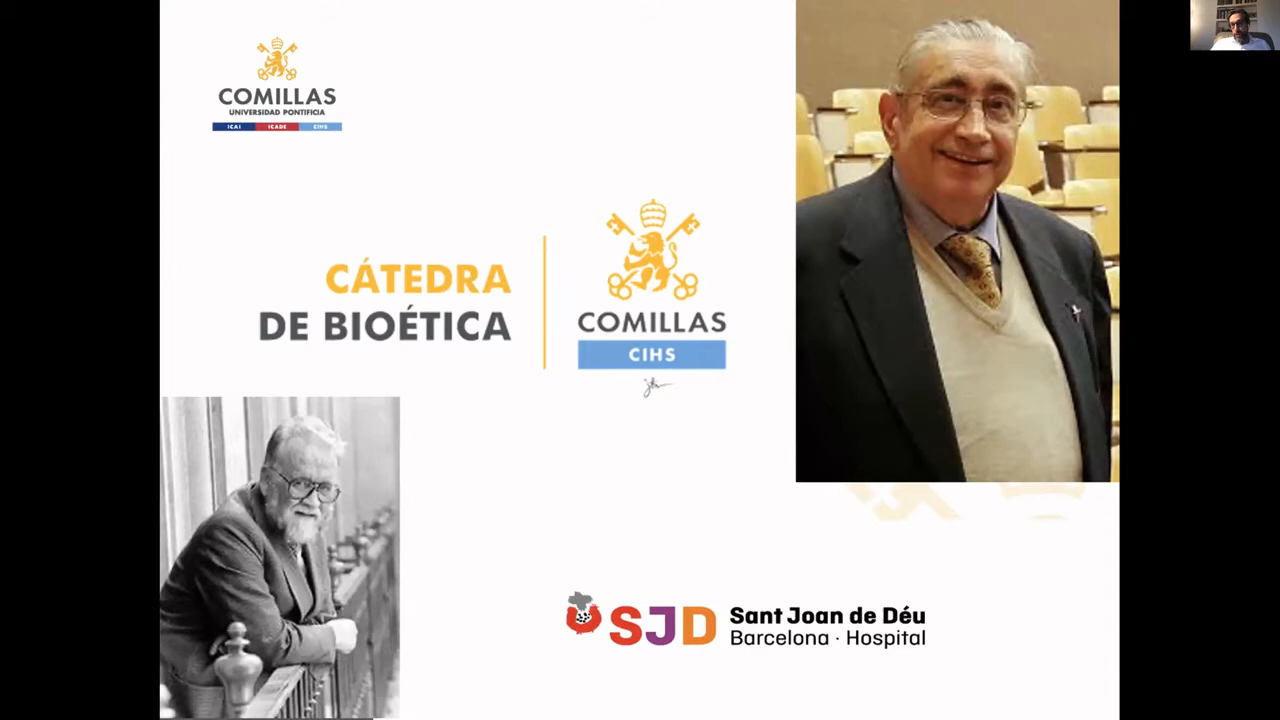 COMILLAS
UNIVERSIDAD PONTIFICIA
ICAI ICADE CIHS
CÁTEDRA
DE BIOÉTICA
COMILLAS
CIHS
SJD
Sant Joan de Déu
Barcelona · Hospital